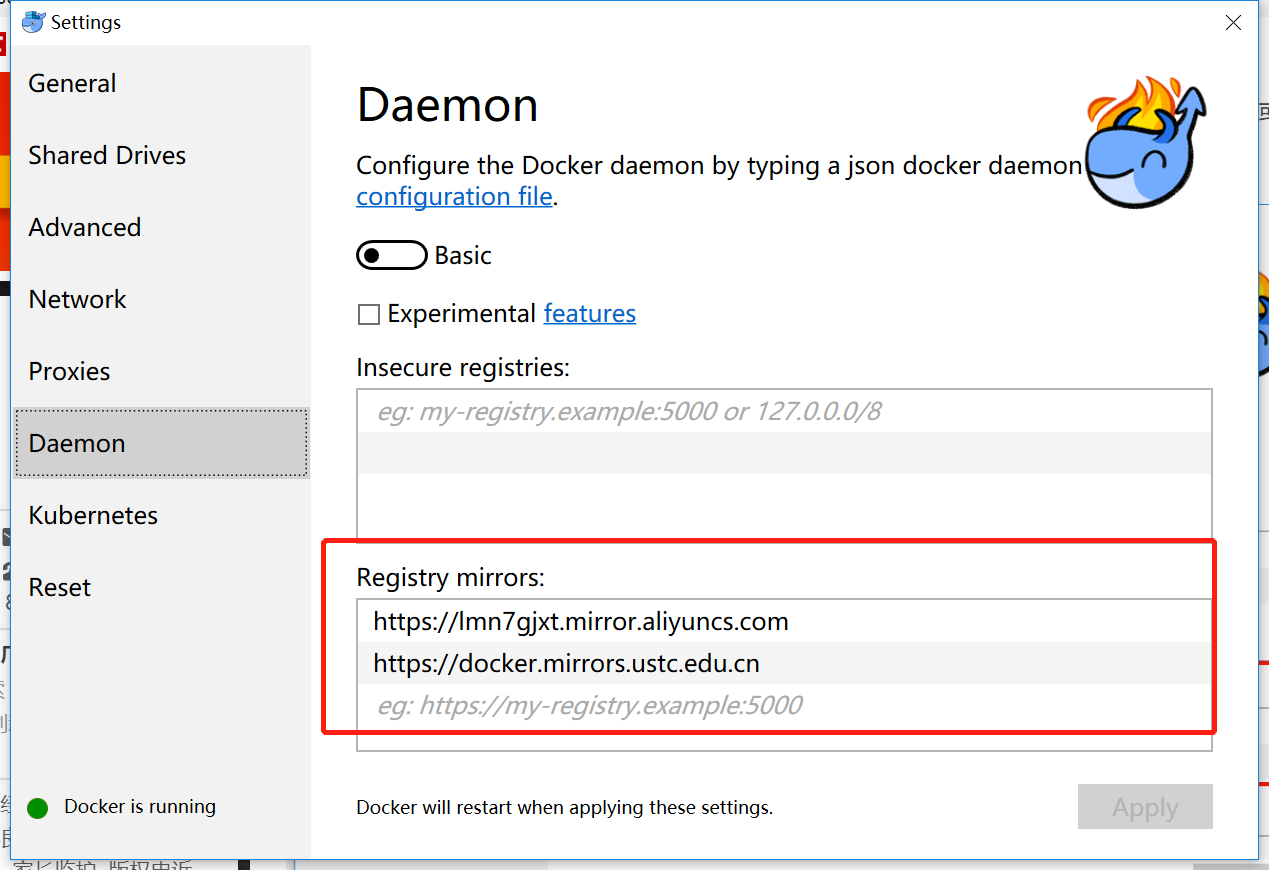 Settings
General
Shared Drives
Advanced
Network
Proxies
Daemon
Kubernetes
Reset
Docker is running
Daemon
Configure the Docker daemon by typing a json docker daemon
configuration file.
Basic
Experimental features
Insecure registries:
eg: my-registry.example:5000 or 127.0.0.0/8
Registry mirrors:
https://lmn7gjxt.mirror.aliyuncs.com
https://docker.mirrors.ustc.edu.cn
eg: https://my-registry.example:5000
Docker will restart when applying these settings.
Apply